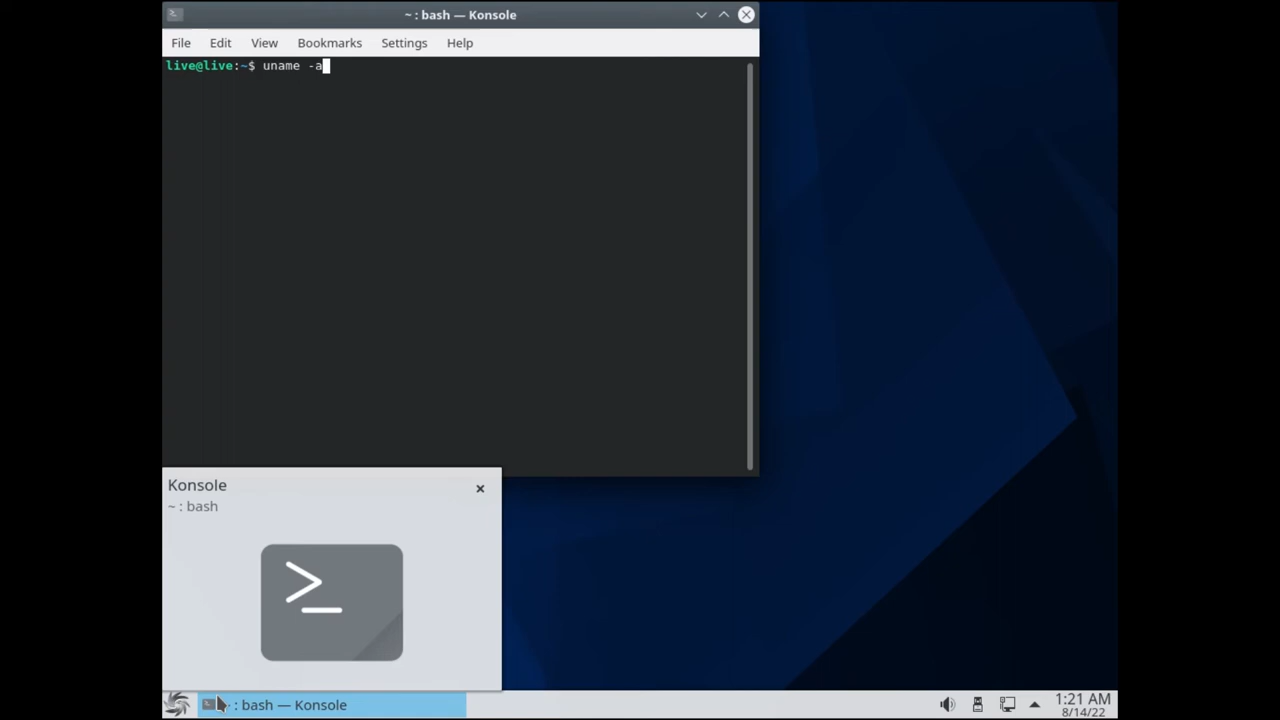 ~ : bash — Konsole
File Edit View Bookmarks Settings Help
live@live:~$ uname -a
Konsole
~ : bash
: bash — Konsole
1:21 AM
8/14/22